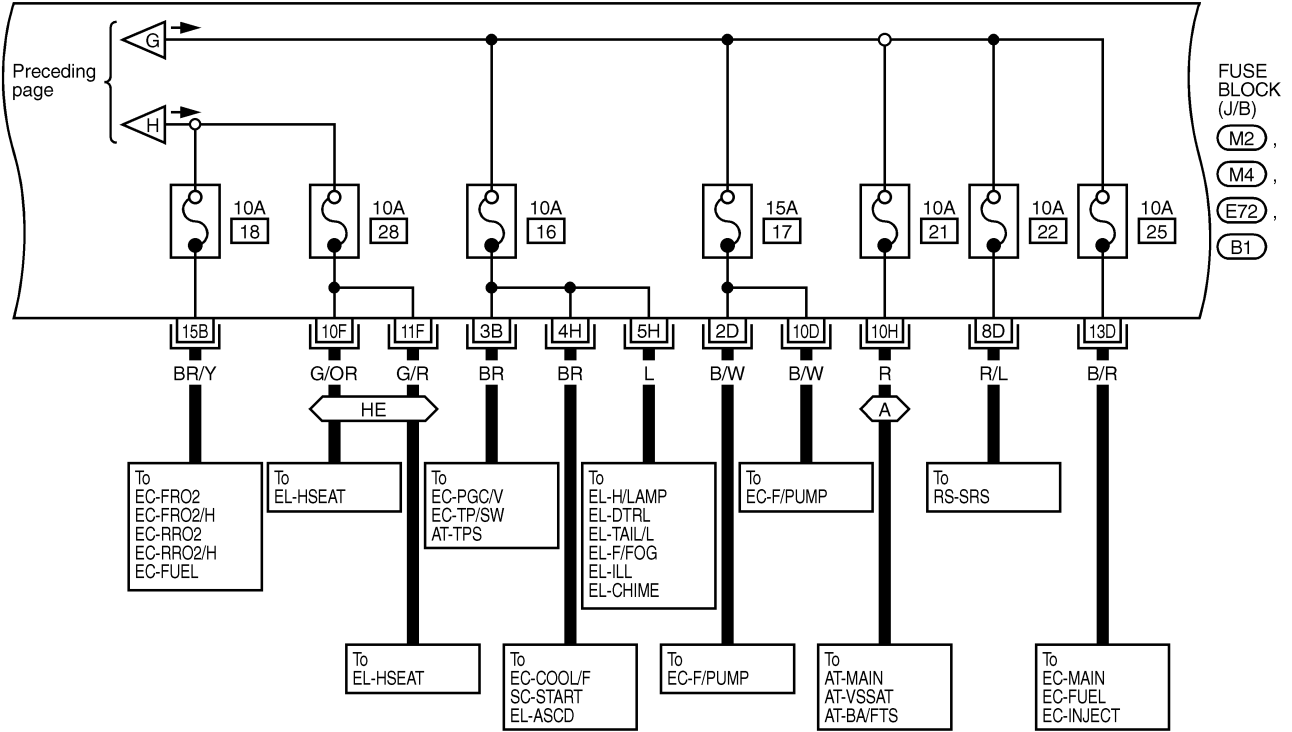 G
Preceding
page
H
FUSE
BLOCK
(J/B)
M2 ,
M4 ,
E72 ,
B1
10A
18
10A
28
10A
16
15A
17
10A
21
10A
22
10A
25
15B
10F
11F
3B
4H
5H
2D
10D
10H
8D
13D
BR/Y
G/OR
G/R
BR
BR
L
B/W
B/W
R
R/L
B/R
HE
A
To
EC-FRO2
EC-FRO2/H
EC-RRO2
EC-RRO2/H
EC-FUEL
To
EL-HSEAT
To
EC-PGC/V
EC-TP/SW
AT-TPS
To
EL-H/LAMP
EL-DTRL
EL-TAIL/L
EL-F/FOG
EL-ILL
EL-CHIME
To
EC-F/PUMP
To
RS-SRS
To
EL-HSEAT
To
EC-COOL/F
SC-START
EL-ASCD
To
EC-F/PUMP
To
AT-MAIN
AT-VSSAT
AT-BA/FTS
To
EC-MAIN
EC-FUEL
EC-INJECT